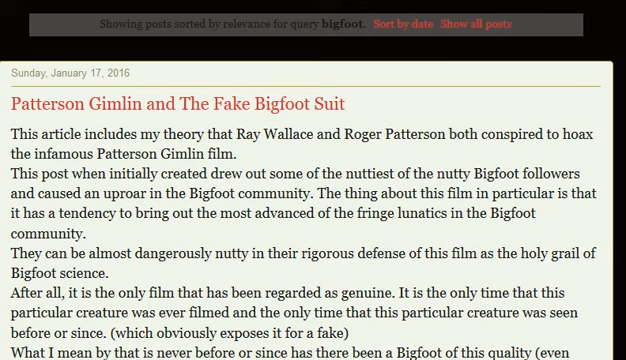 Showing posts sorted by relevance for query bigfoot. Sort by date Show all posts
Sunday, January 17, 2016
Patterson Gimlin and The Fake Bigfoot Suit
This article includes my theory that Ray Wallace and Roger Patterson both conspired to hoax
the infamous Patterson Gimlin film.
This post when initially created drew out some of the nuttiest of the nutty Bigfoot followers
and caused an uproar in the Bigfoot community. The thing about this film in particular is that
it has a tendency to bring out the most advanced of the fringe lunatics in the Bigfoot
community.
They can be almost dangerously nutty in their rigorous defense of this film as the holy grail of
Bigfoot science.
After all, it is the only film that has been regarded as genuine. It is the only time that this
particular creature was ever filmed and the only time that this particular creature was seen
before or since. (which obviously exposes it for a fake)
What I mean by that is never before or since has there been a Bigfoot of this quality (even